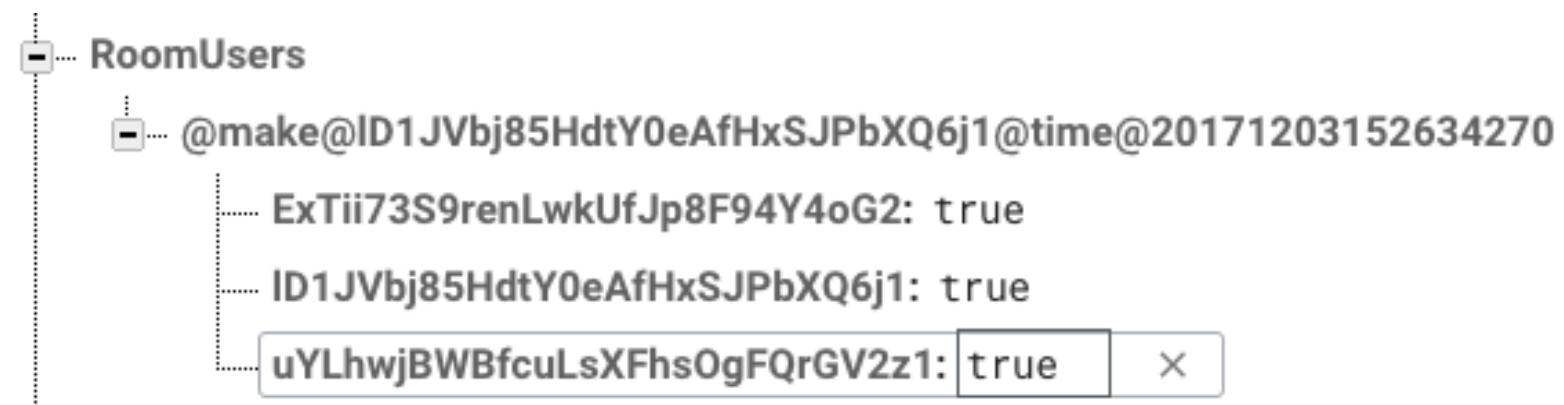 RoomUsers
@make@lD1JVbj85HdtY0eAfHxSJPbXQ6j1@time@20171203152634270
ExTii73S9renLwkUfJp8F94Y4oG2: true
lD1JVbj85HdtY0eAfHxSJPbXQ6j1: true
uYLhwjBWBfcuLsXFhsOgFQrGV2z1: true ×